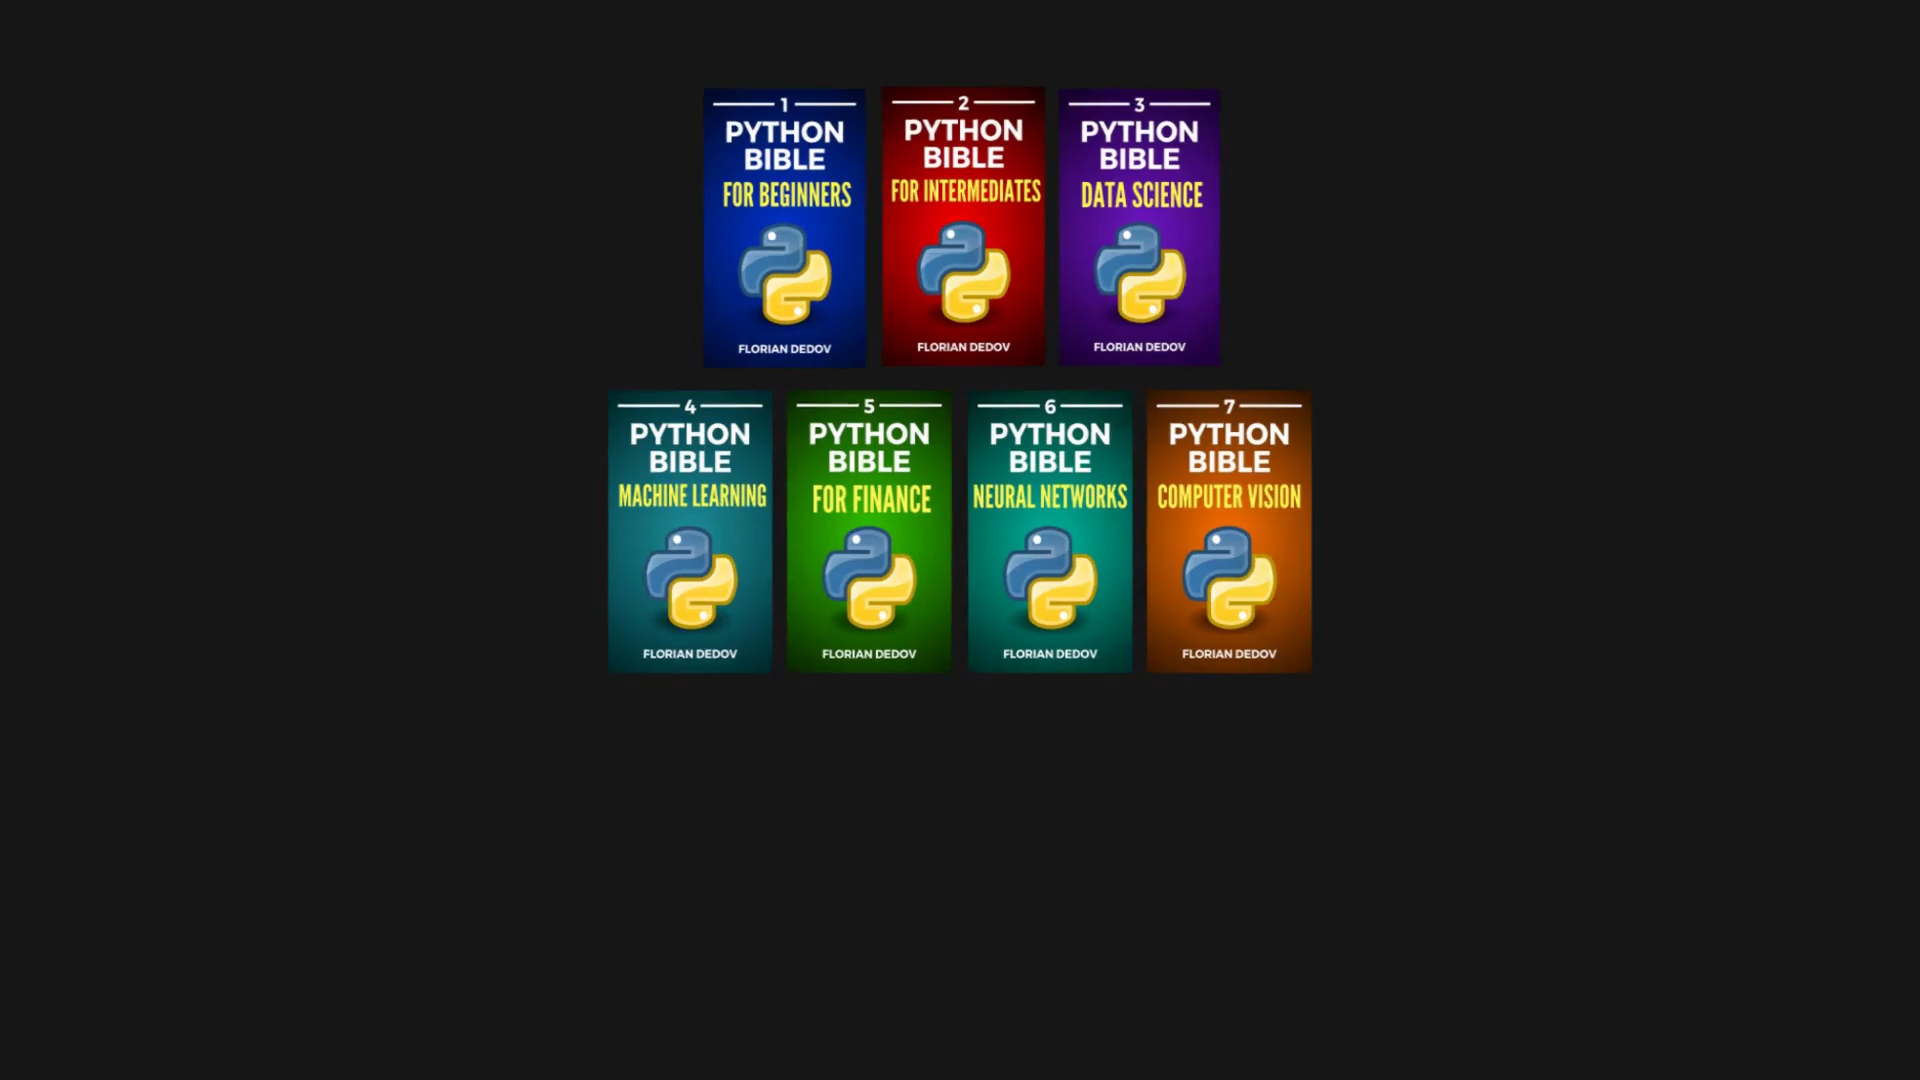 1
PYTHON
BIBLE
FOR BEGINNERS
FLORIAN DEDOV
2
PYTHON
BIBLE
FOR INTERMEDIATES
FLORIAN DEDOV
3
PYTHON
BIBLE
DATA SCIENCE
FLORIAN DEDOV
4
PYTHON
BIBLE
MACHINE LEARNING
FLORIAN DEDOV
5
PYTHON
BIBLE
FOR FINANCE
FLORIAN DEDOV
6
PYTHON
BIBLE
NEURAL NETWORKS
FLORIAN DEDOV
7
PYTHON
BIBLE
COMPUTER VISION
FLORIAN DEDOV